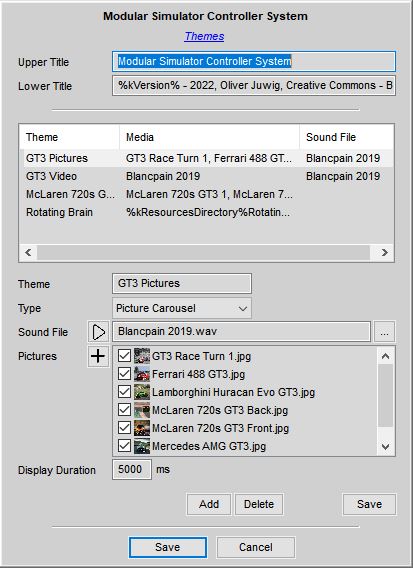 Modular Simulator Controller System
Themes
Upper Title Modular Simulator Controller System
Lower Title %kVersion% - 2022, Oliver Juwig, Creative Commons - B
Theme Media Sound File
GT3 Pictures GT3 Race Turn 1, Ferrari 488 GT... Blancpain 2019
GT3 Video Blancpain 2019 Blancpain 2019
McLaren 720s G... McLaren 720s GT3 1, McLaren 7...
Rotating Brain %kResourcesDirectory%Rotatin...
Theme GT3 Pictures
Type Picture Carousel
Sound File Blancpain 2019.wav ...
Pictures GT3 Race Turn 1.jpg
Ferrari 488 GT3.jpg
Lamborghini Huracan Evo GT3.jpg
McLaren 720s GT3 Back.jpg
McLaren 720s GT3 Front.jpg
Mercedes AMG GT3.jpg
Display Duration 5000 ms
Add Delete Save
Save Cancel